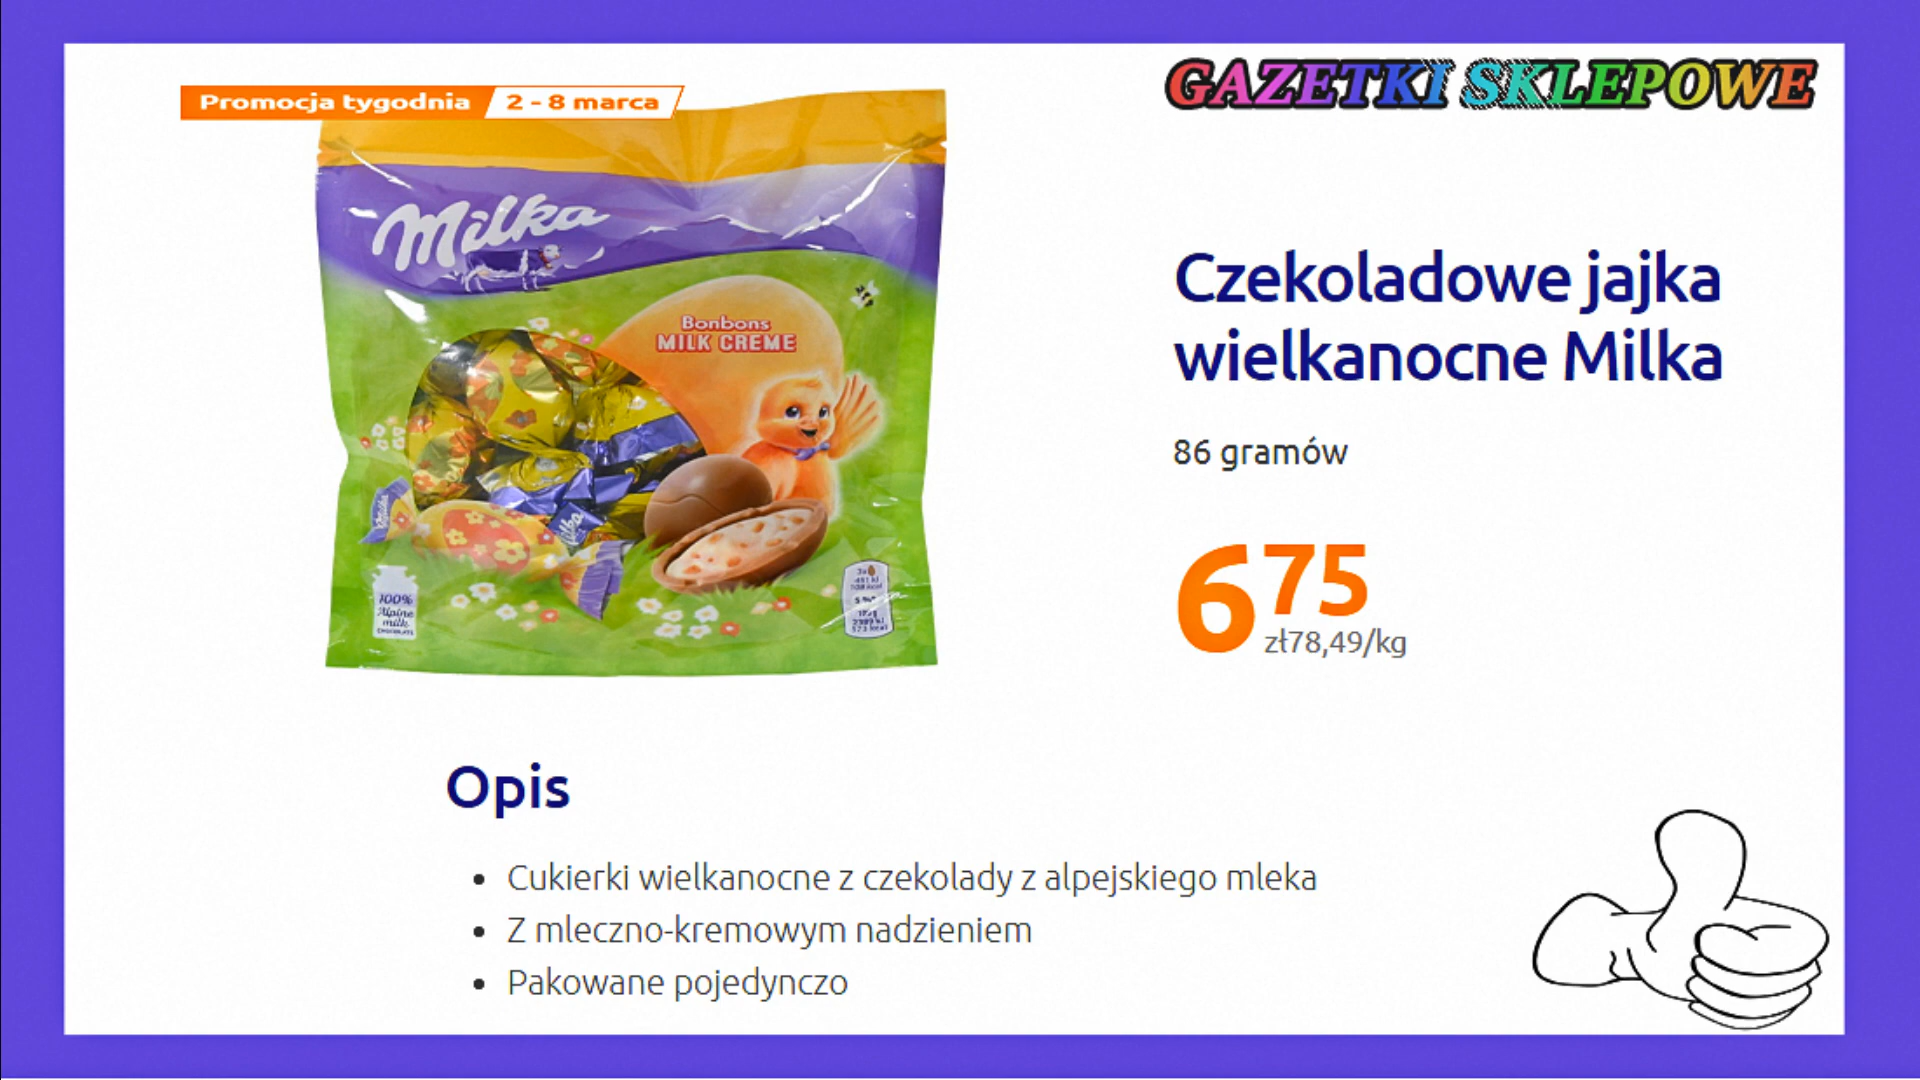 GAZETKI SKLEPOWE
Promocja tygodnia 2 - 8 marca
Milka
Bonbons
MILK CREME
100%
Alpine
milk
CHOCOLATE
Czekoladowe jajka
wielkanocne Milka
86 gramów
6 75
zł78,49/kg
Opis
• Cukierki wielkanocne z czekolady z alpejskiego mleka
• Z mleczno-kremowym nadzieniem
• Pakowane pojedynczo